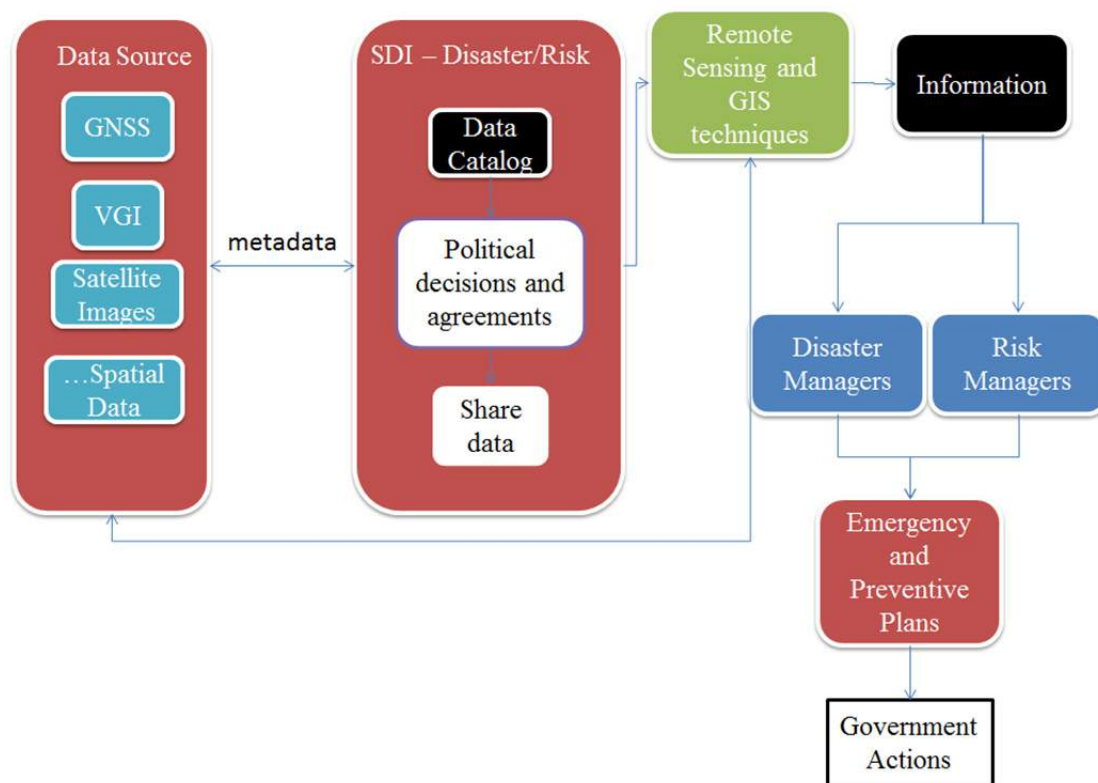 Data Source
GNSS
VGI
Satellite
Images
...Spatial
Data
metadata
SDI – Disaster/Risk
Data
Catalog
Political
decisions and
agreements
Share
data
Remote
Sensing and
GIS
techniques
Information
Disaster
Managers
Risk
Managers
Emergency
and
Preventive
Plans
Government
Actions